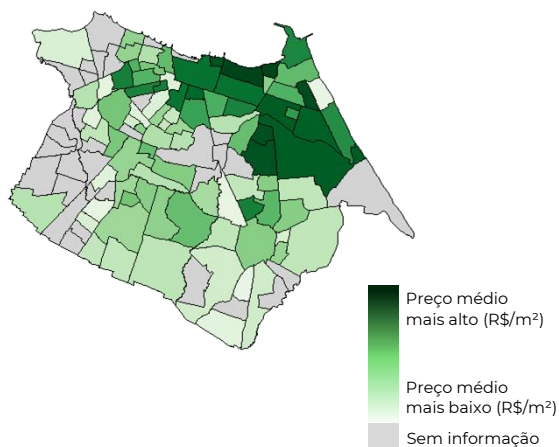 Preço médio
mais alto (R$/m²)
Preço médio
mais baixo (R$/m²)
Sem informação